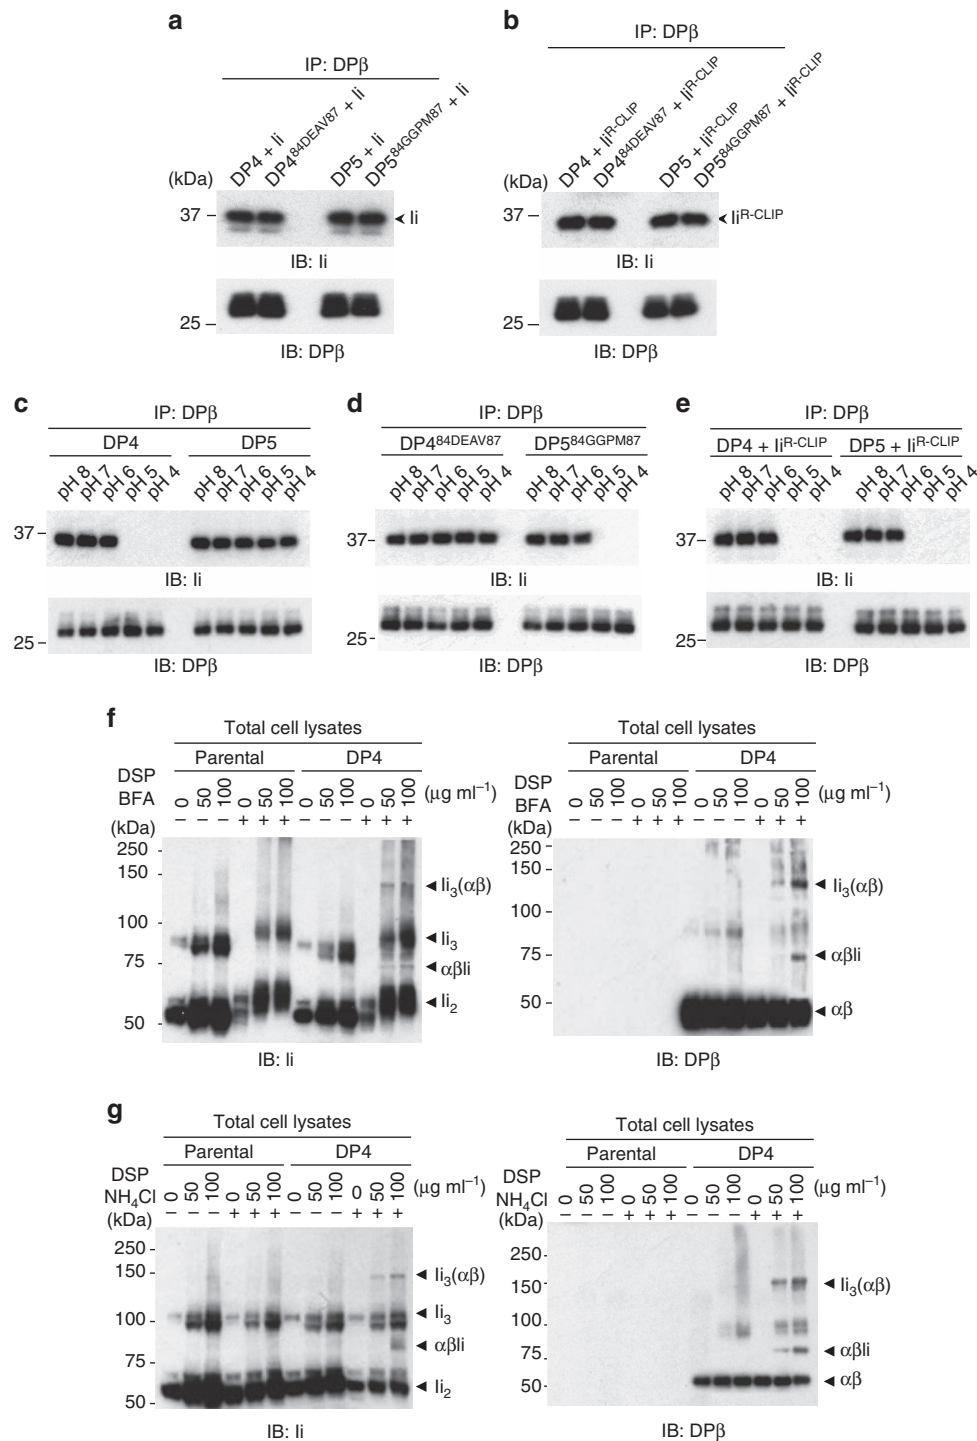 a
IP: DPβ
DP4 + Ii
DP4^84DEAV87 + Ii
DP5 + Ii
DP5^84GGPM87 + Ii
(kDa)
37
Ii
IB: Ii
25
IB: DPβ
b
IP: DPβ
DP4 + Ii^R-CLIP
DP4^84DEAV87 + Ii^R-CLIP
DP5 + Ii^R-CLIP
DP5^84GGPM87 + Ii^R-CLIP
(kDa)
37
Ii^R-CLIP
IB: Ii
25
IB: DPβ
c
IP: DPβ
DP4 DP5
pH 8 pH 7 pH 6 pH 5 pH 4 pH 8 pH 7 pH 6 pH 5 pH 4
37
IB: Ii
25
IB: DPβ
d
IP: DPβ
DP4^84DEAV87 DP5^84GGPM87
pH 8 pH 7 pH 6 pH 5 pH 4 pH 8 pH 7 pH 6 pH 5 pH 4
37
IB: Ii
25
IB: DPβ
e
IP: DPβ
DP4 + Ii^R-CLIP DP5 + Ii^R-CLIP
pH 8 pH 7 pH 6 pH 5 pH 4 pH 8 pH 7 pH 6 pH 5 pH 4
37
IB: Ii
25
IB: DPβ
f
Total cell lysates
Parental DP4
DSP 0 50 100 0 50 100 0 50 100 0 50 100 (μg ml⁻¹)
BFA − − − + + + − − − + + +
(kDa)
250
150
Ii₃(αβ)
100
Ii₃
75
αβIi
Ii₂
50
IB: Ii
Total cell lysates
Parental DP4
DSP 0 50 100 0 50 100 0 50 100 0 50 100 (μg ml⁻¹)
BFA − − − + + + − − − + + +
(kDa)
250
150
Ii₃(αβ)
100
75
αβIi
50
αβ
IB: DPβ
g
Total cell lysates
Parental DP4
DSP 0 50 100 0 50 100 0 50 100 0 50 100 (μg ml⁻¹)
NH₄Cl − − − + + + − − − + + +
(kDa)
250
150
Ii₃(αβ)
100
Ii₃
αβIi
75
Ii₂
50
IB: Ii
Total cell lysates
Parental DP4
DSP 0 50 100 0 50 100 0 50 100 0 50 100 (μg ml⁻¹)
NH₄Cl − − − + + + − − − + + +
(kDa)
250
150
Ii₃(αβ)
100
75
αβIi
50
αβ
IB: DPβ